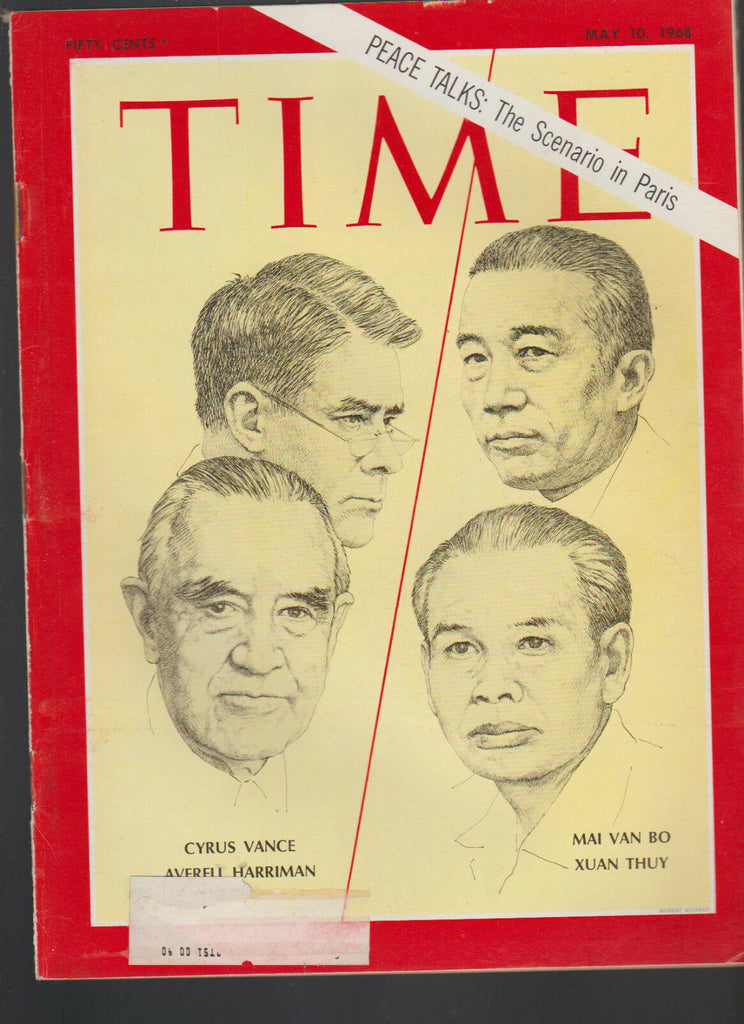 FIFTY CENTS
MAY 10, 1968
PEACE TALKS: The Scenario in Paris
TIME
CYRUS VANCE
AVERELL HARRIMAN
MAI VAN BO
XUAN THUY